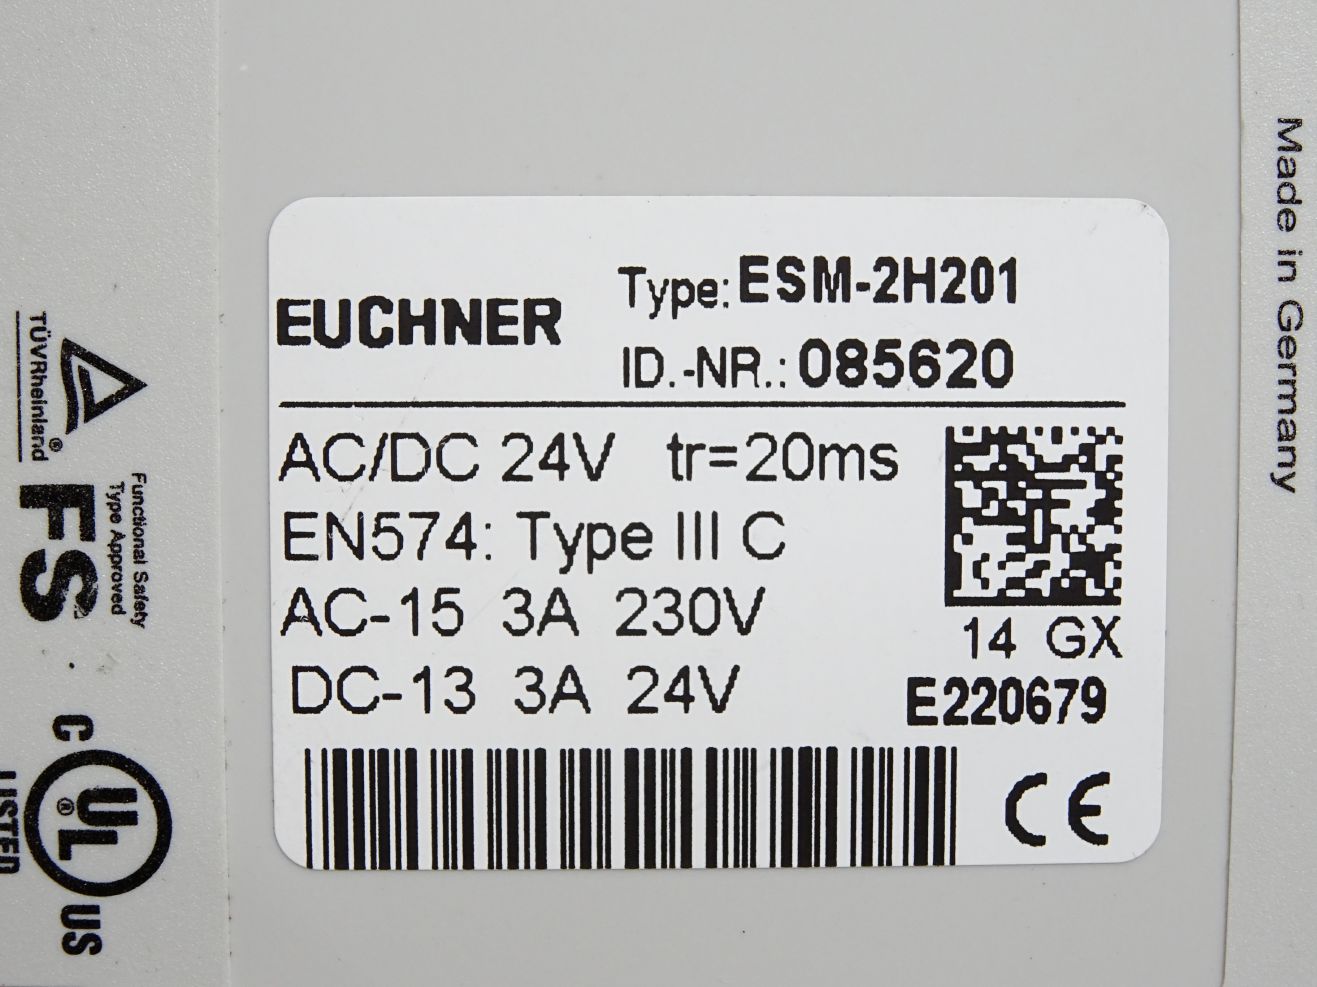 EUCHNER
Type: ESM-2H201
ID.-NR.: 085620
AC/DC 24V tr=20ms
EN574: Type III C
AC-15 3A 230V
DC-13 3A 24V
14 GX
E220679
CE
TÜVRheinland®
FS
Functional Safety
Type Approved
C UL® US
LISTED
Made in Germany